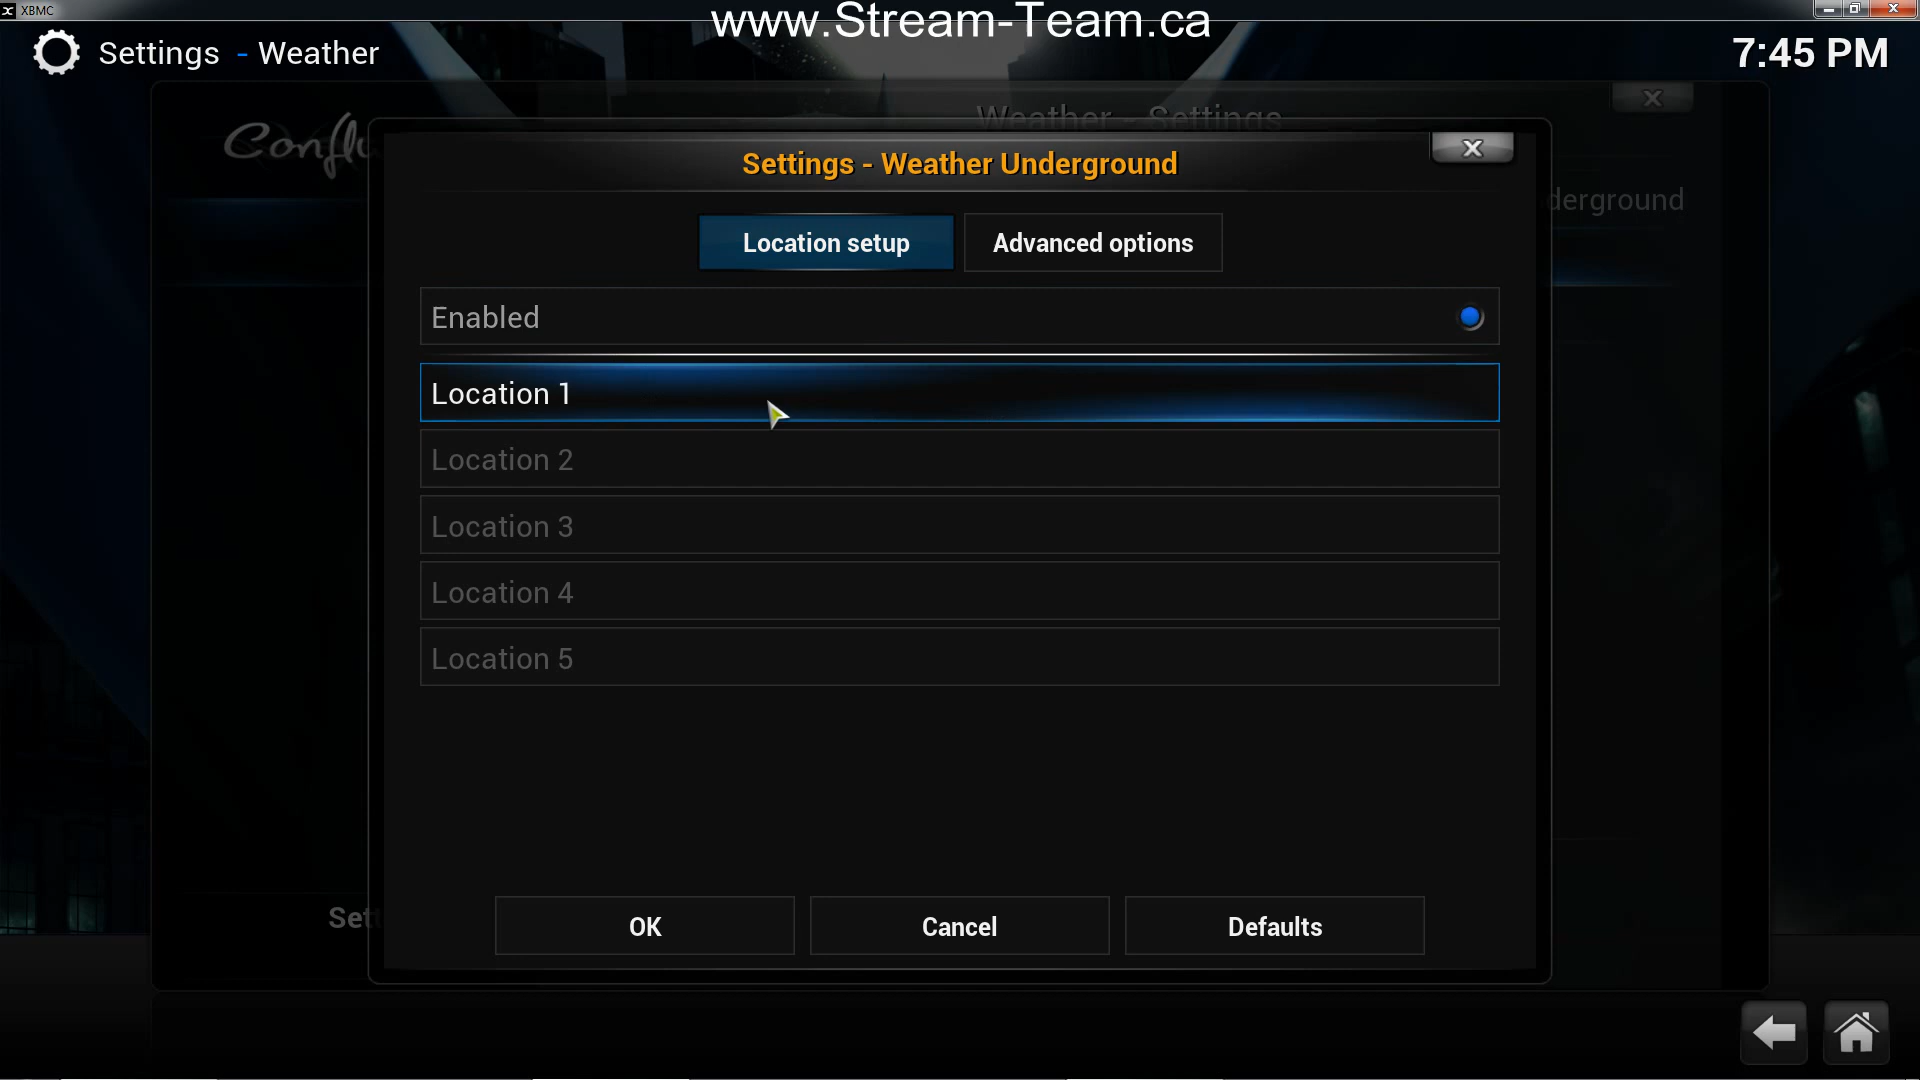 XBMC
www.Stream-Team.ca
Settings - Weather
7:45 PM
Weather - Settings
Settings - Weather Underground
Location setup
Advanced options
Enabled
Location 1
Location 2
Location 3
Location 4
Location 5
OK
Cancel
Defaults